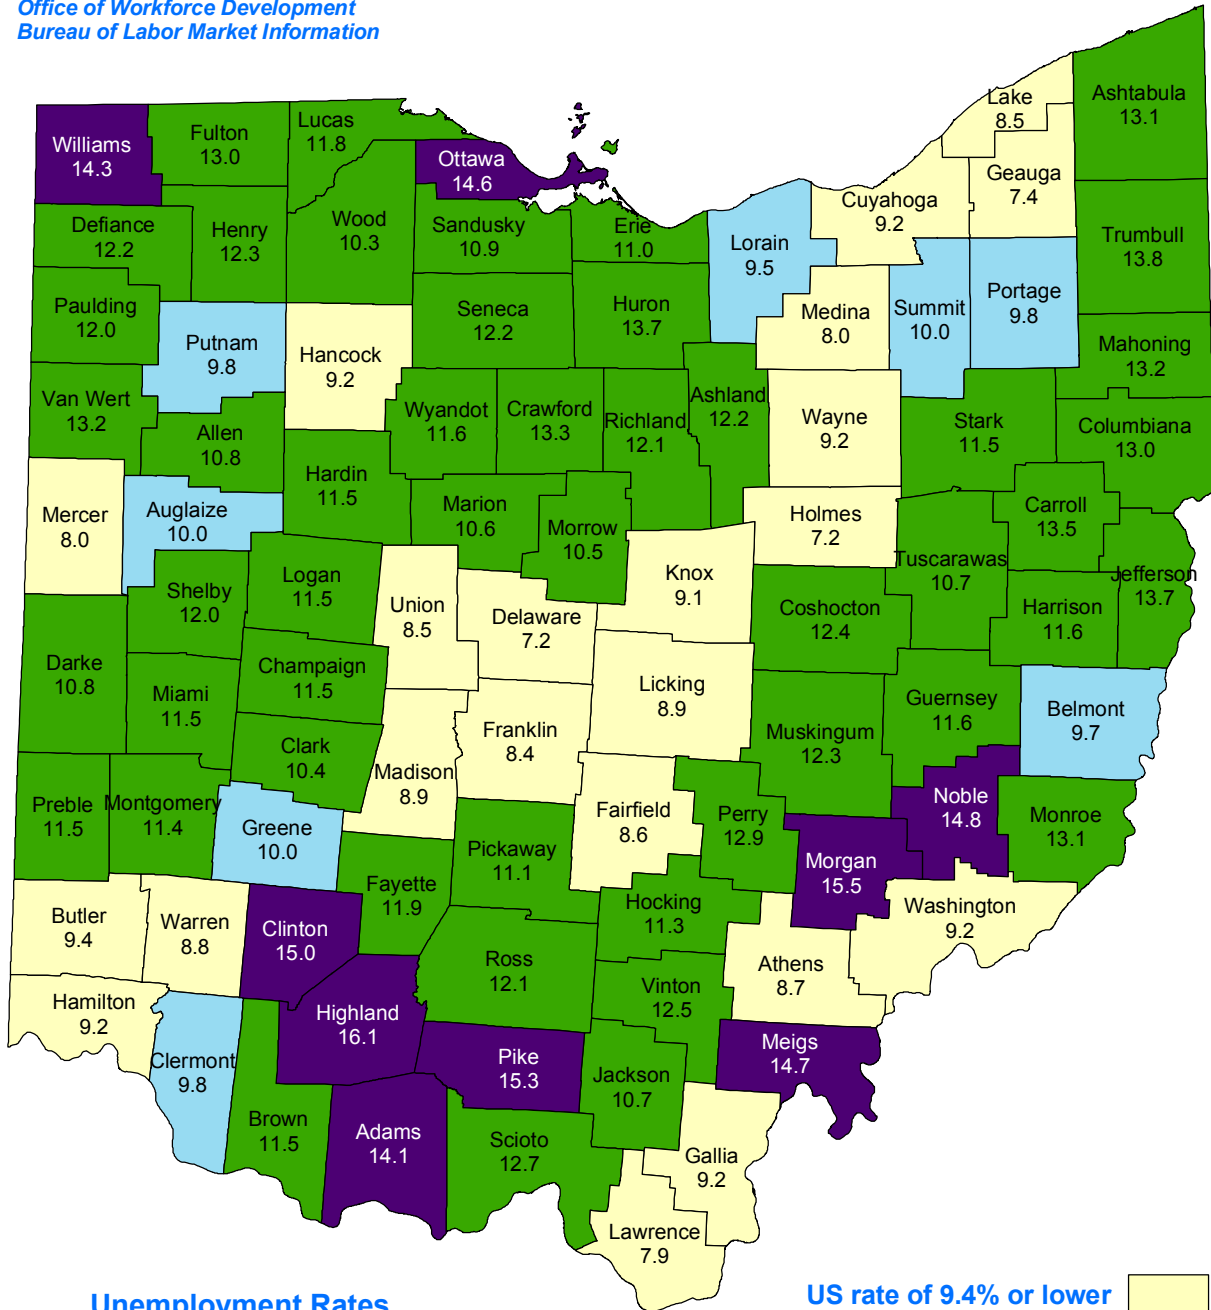 Office of Workforce Development
Bureau of Labor Market Information
Lake
8.5
Ashtabula
13.1
Williams
14.3
Fulton
13.0
Lucas
11.8
Ottawa
14.6
Geauga
7.4
Cuyahoga
9.2
Defiance
12.2
Henry
12.3
Wood
10.3
Sandusky
10.9
Erie
11.0
Lorain
9.5
Trumbull
13.8
Paulding
12.0
Putnam
9.8
Hancock
9.2
Seneca
12.2
Huron
13.7
Medina
8.0
Summit
10.0
Portage
9.8
Mahoning
13.2
Van Wert
13.2
Allen
10.8
Wyandot
11.6
Crawford
13.3
Richland
12.1
Ashland
12.2
Wayne
9.2
Stark
11.5
Columbiana
13.0
Hardin
11.5
Mercer
8.0
Auglaize
10.0
Marion
10.6
Morrow
10.5
Holmes
7.2
Carroll
13.5
Tuscarawas
10.7
Jefferson
13.7
Shelby
12.0
Logan
11.5
Union
8.5
Delaware
7.2
Knox
9.1
Coshocton
12.4
Harrison
11.6
Darke
10.8
Miami
11.5
Champaign
11.5
Licking
8.9
Guernsey
11.6
Belmont
9.7
Clark
10.4
Madison
8.9
Franklin
8.4
Muskingum
12.3
Preble
11.5
Montgomery
11.4
Greene
10.0
Fairfield
8.6
Perry
12.9
Noble
14.8
Monroe
13.1
Pickaway
11.1
Morgan
15.5
Fayette
11.9
Hocking
11.3
Washington
9.2
Butler
9.4
Warren
8.8
Clinton
15.0
Ross
12.1
Athens
8.7
Vinton
12.5
Hamilton
9.2
Highland
16.1
Clermont
9.8
Pike
15.3
Jackson
10.7
Meigs
14.7
Brown
11.5
Adams
14.1
Scioto
12.7
Gallia
9.2
Lawrence
7.9
Unemployment Rates
US rate of 9.4% or lower